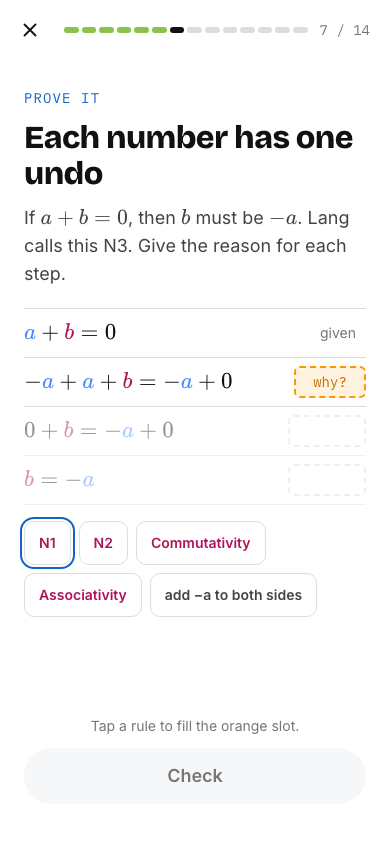 7 / 14
PROVE IT
Each number has one
undo
If a + b = 0, then b must be −a. Lang
calls this N3. Give the reason for each
step.
a + b = 0 given
−a + a + b = −a + 0 why?
0 + b = −a + 0
b = −a
N1 N2 Commutativity
Associativity add −a to both sides
Tap a rule to fill the orange slot.
Check